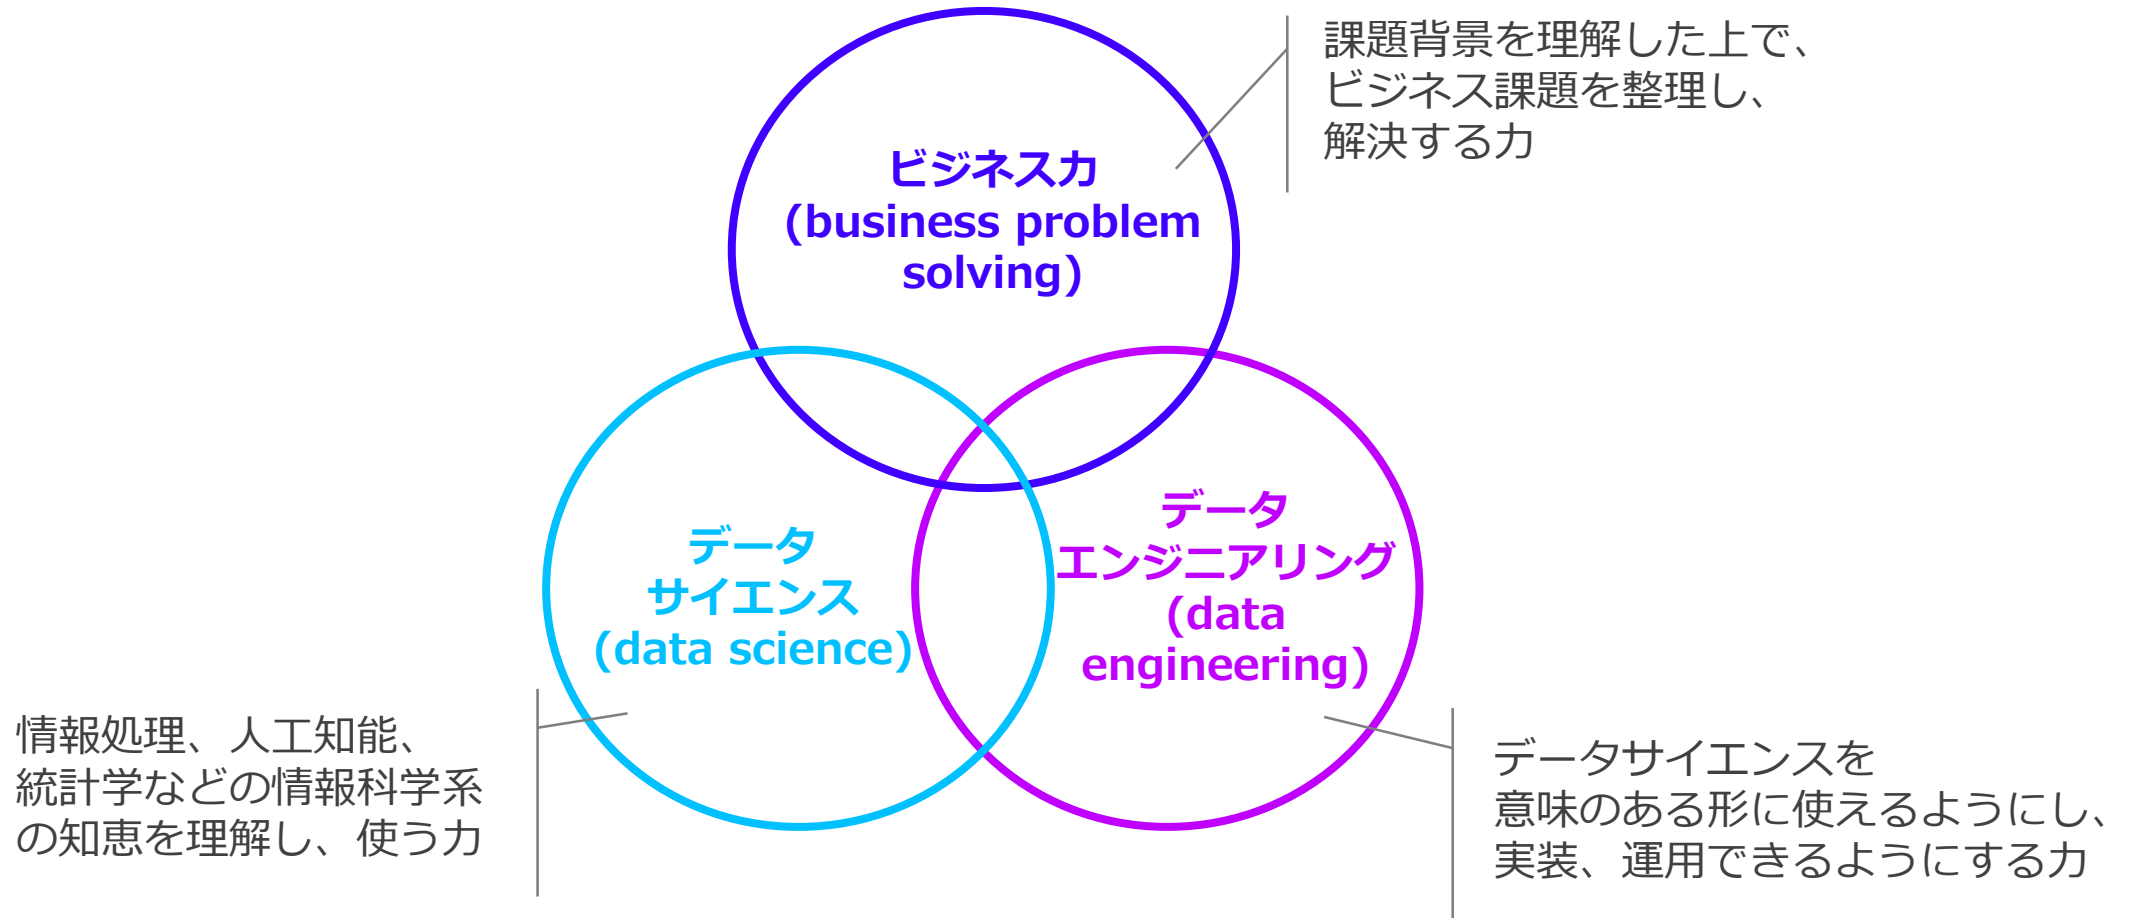 課題背景を理解した上で、
ビジネス課題を整理し、
解決する力
ビジネス力
(business problem
solving)
データ
サイエンス
(data science)
データ
エンジニアリング
(data
engineering)
情報処理、人工知能、
統計学などの情報科学系
の知恵を理解し、使う力
データサイエンスを
意味のある形に使えるようにし、
実装、運用できるようにする力